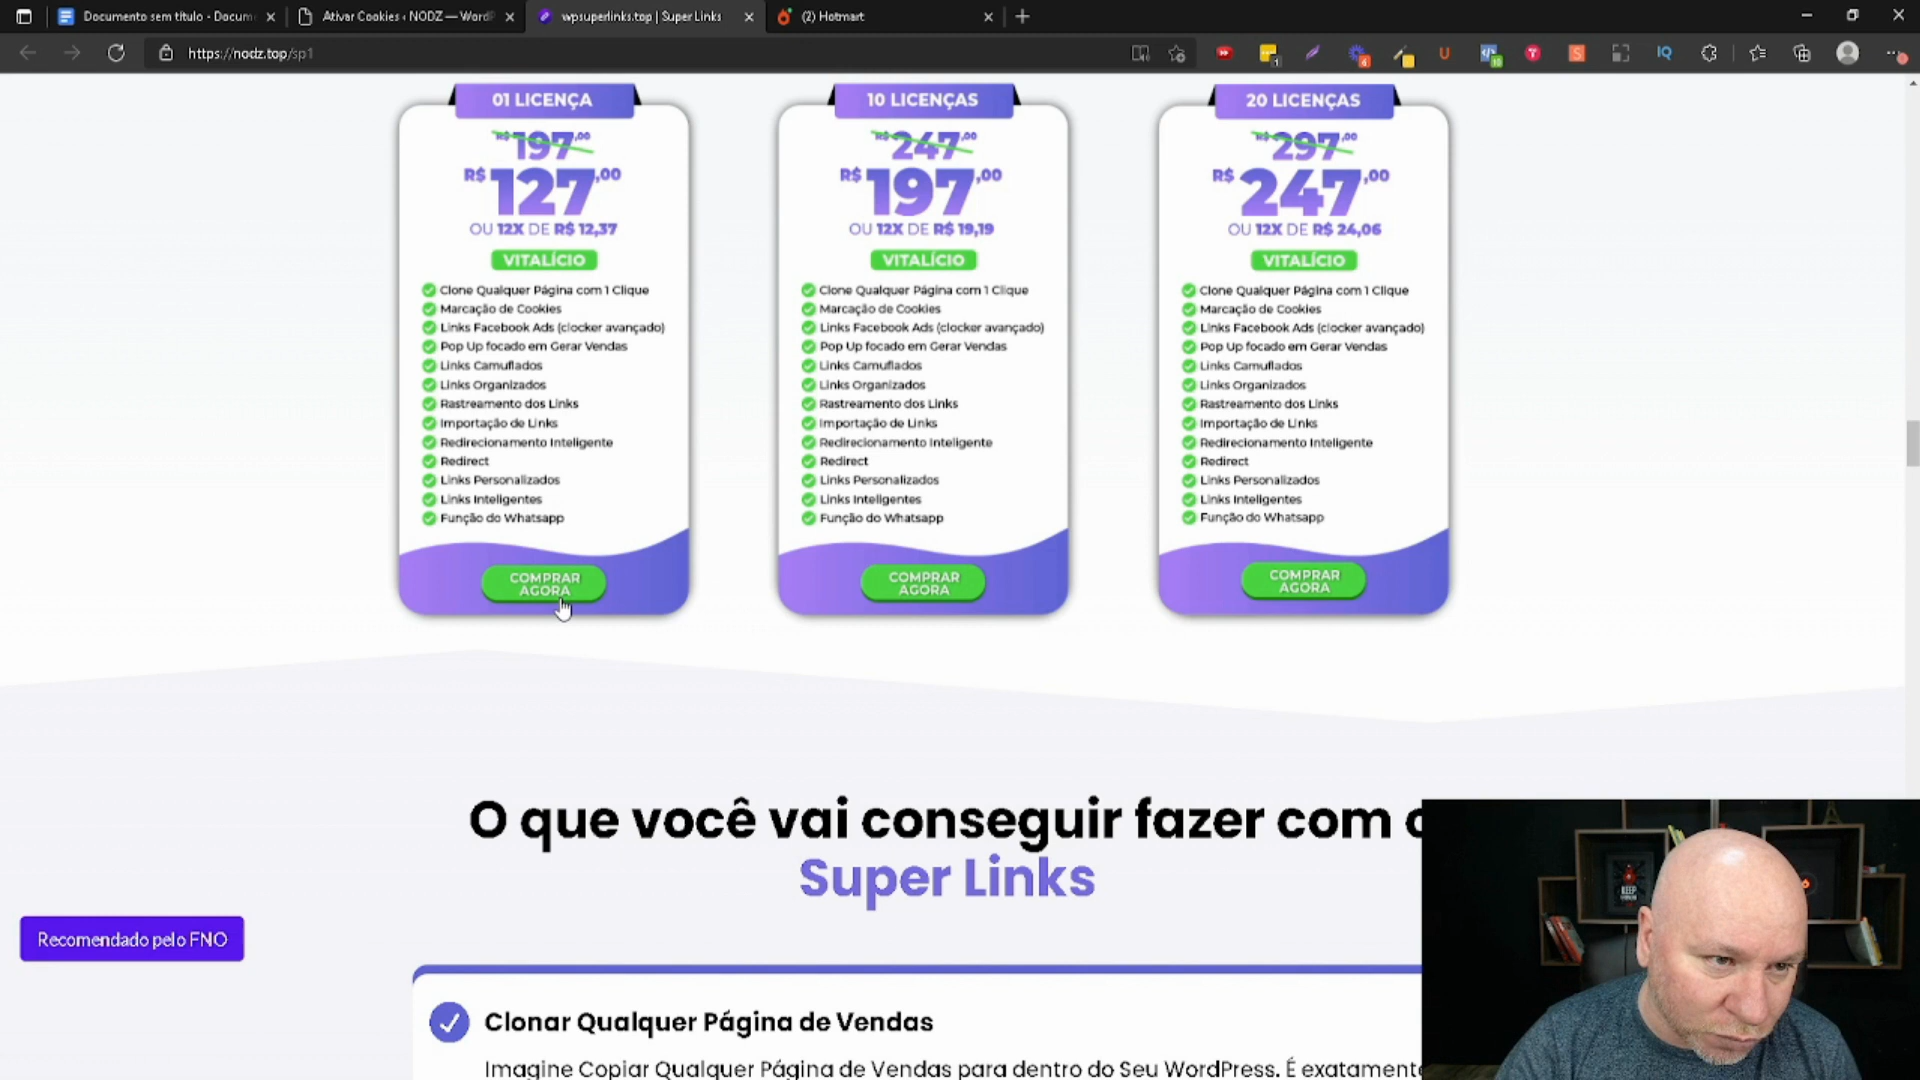 Documento sem título - Docum
Ativar Cookies ‹ NODZ — WordP
wpsuperlinks.top | Super Links
(2) Hotmart
https://nodz.top/sp1
01 LICENÇA
R$ 197,00
R$ 127,00
OU 12X DE R$ 12,37
VITALÍCIO
Clone Qualquer Página com 1 Clique
Marcação de Cookies
Links Facebook Ads (clocker avançado)
Pop Up focado em Gerar Vendas
Links Camuflados
Links Organizados
Rastreamento dos Links
Importação de Links
Redirecionamento Inteligente
Redirect
Links Personalizados
Links Inteligentes
Função do Whatsapp
COMPRAR
AGORA
10 LICENÇAS
R$ 247,00
R$ 197,00
OU 12X DE R$ 19,19
VITALÍCIO
Clone Qualquer Página com 1 Clique
Marcação de Cookies
Links Facebook Ads (clocker avançado)
Pop Up focado em Gerar Vendas
Links Camuflados
Links Organizados
Rastreamento dos Links
Importação de Links
Redirecionamento Inteligente
Redirect
Links Personalizados
Links Inteligentes
Função do Whatsapp
COMPRAR
AGORA
20 LICENÇAS
R$ 297,00
R$ 247,00
OU 12X DE R$ 24,06
VITALÍCIO
Clone Qualquer Página com 1 Clique
Marcação de Cookies
Links Facebook Ads (clocker avançado)
Pop Up focado em Gerar Vendas
Links Camuflados
Links Organizados
Rastreamento dos Links
Importação de Links
Redirecionamento Inteligente
Redirect
Links Personalizados
Links Inteligentes
Função do Whatsapp
COMPRAR
AGORA
O que você vai conseguir fazer com o
Super Links
Recomendado pelo FNO
Clonar Qualquer Página de Vendas
Imagine Copiar Qualquer Página de Vendas para dentro do Seu WordPress. É exatamente